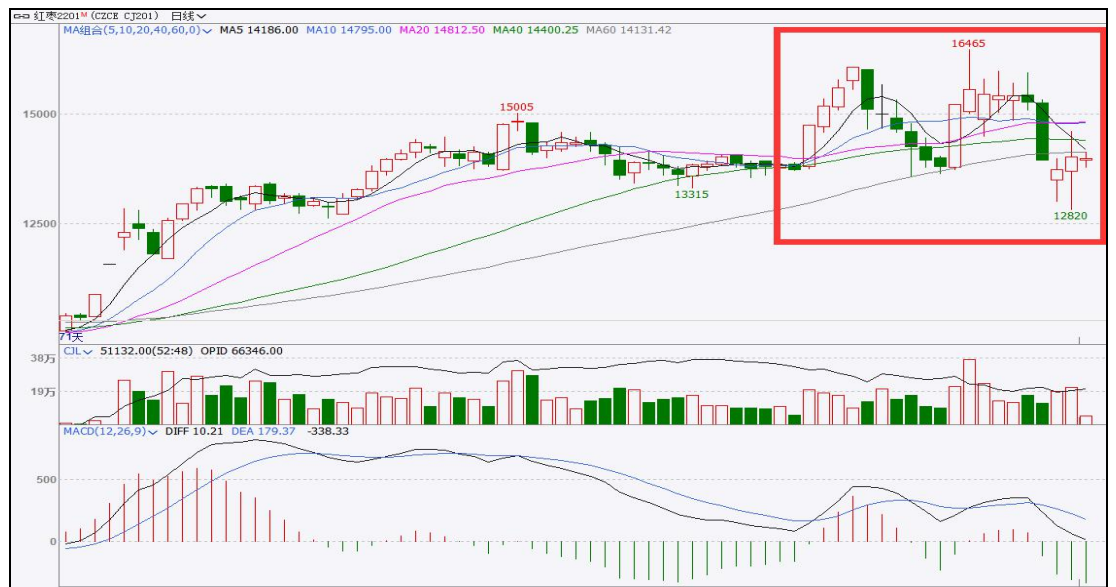 红枣2201M (CZCE CJ201) 日线
MA组合(5,10,20,40,60,0) MA5 14186.00 MA10 14795.00 MA20 14812.50 MA40 14400.25 MA60 14131.42
16465
15005
15000
13315
12820
12500
71天
CJL 51132.00(52:48) OPID 66346.00
38万
19万
MACD(12,26,9) DIFF 10.21 DEA 179.37 -338.33
500
0